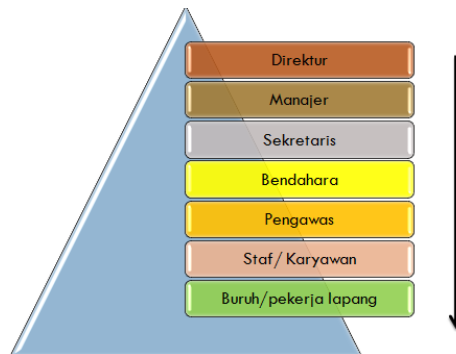 Direktur
Manajer
Sekretaris
Bendahara
Pengawas
Staf/ Karyawan
Buruh/pekerja lapang